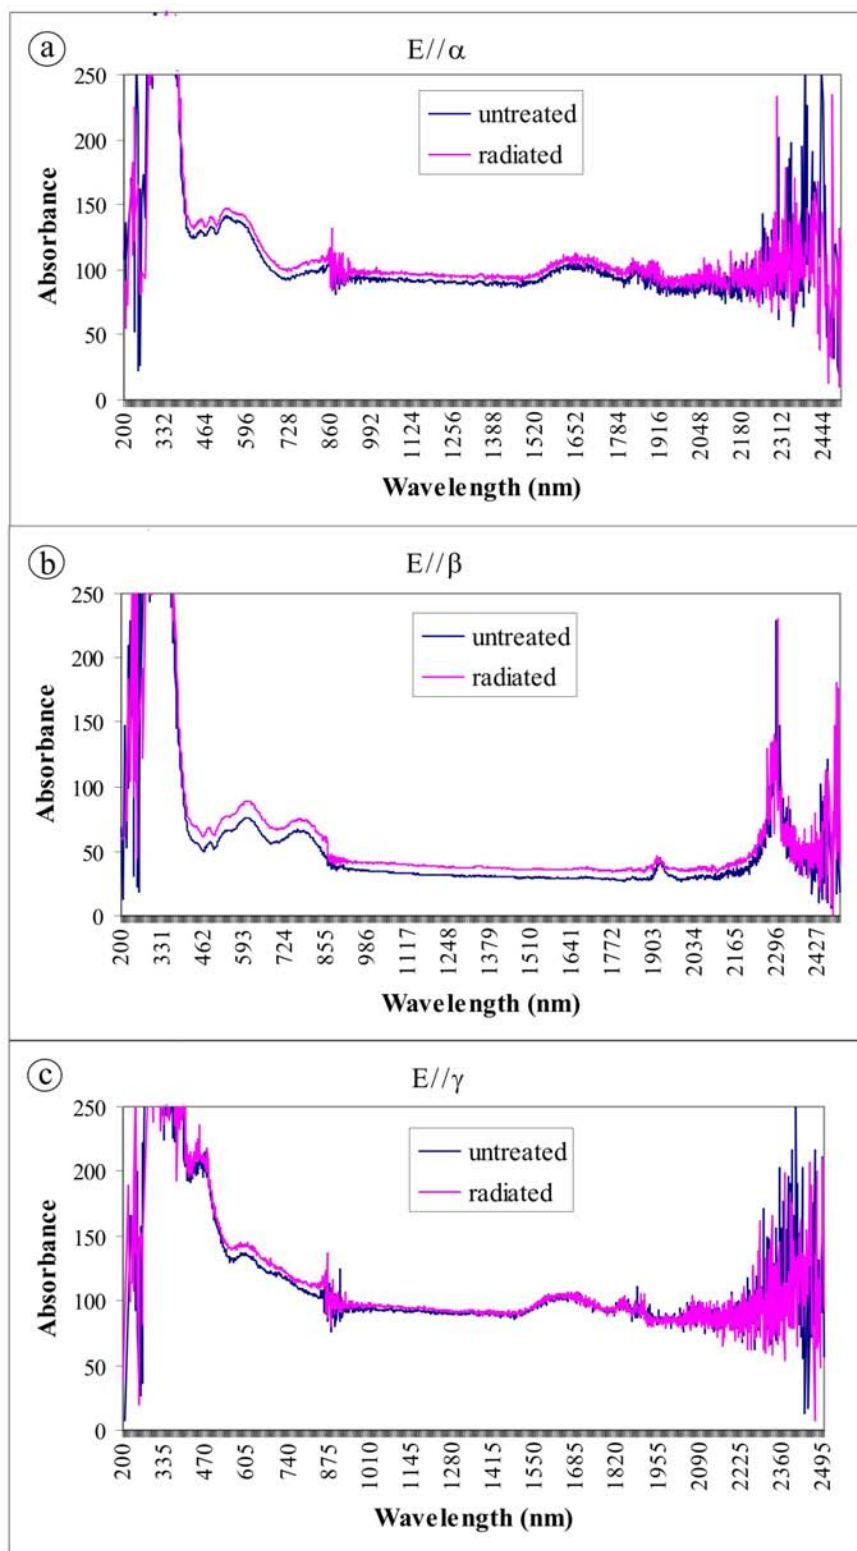 a
E//α
untreated
radiated
Absorbance
250
200
150
100
50
0
200 332 464 596 728 860 992 1124 1256 1388 1520 1652 1784 1916 2048 2180 2312 2444
Wavelength (nm)
b
E//β
untreated
radiated
Absorbance
250
200
150
100
50
0
200 331 462 593 724 855 986 1117 1248 1379 1510 1641 1772 1903 2034 2165 2296 2427
Wavelength (nm)
c
E//γ
untreated
radiated
Absorbance
250
200
150
100
50
0
200 335 470 605 740 875 1010 1145 1280 1415 1550 1685 1820 1955 2090 2225 2360 2495
Wavelength (nm)